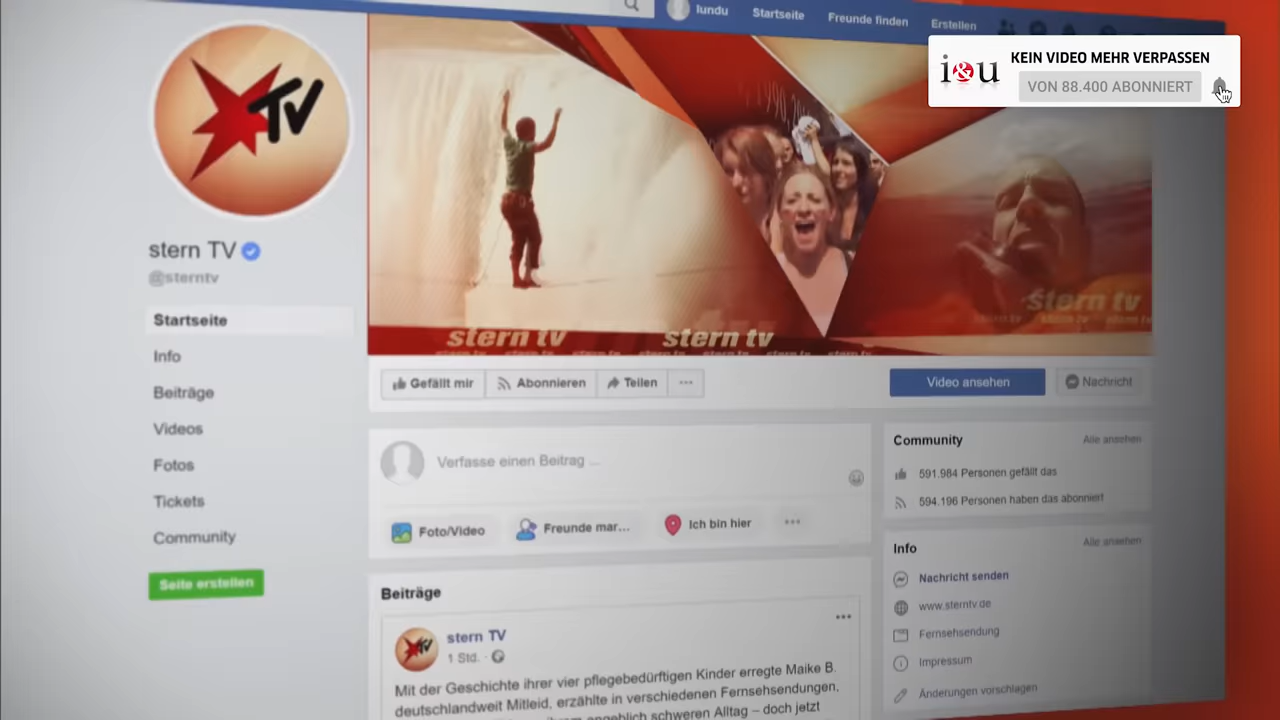 lundu
Startseite
Freunde finden
Erstellen
i&u
KEIN VIDEO MEHR VERPASSEN
VON 88.400 ABONNIERT
TV
stern TV
@sterntv
Startseite
Info
Beiträge
Videos
Fotos
Tickets
Community
Seite erstellen
stern tv
stern tv
stern tv
Gefällt mir
Abonnieren
Teilen
Video ansehen
Nachricht
Verfasse einen Beitrag ...
Foto/Video
Freunde mar...
Ich bin hier
Community
Alle ansehen
591.984 Personen gefällt das
594.196 Personen haben das abonniert
Info
Alle ansehen
Nachricht senden
www.sterntv.de
Fernsehsendung
Impressum
Änderungen vorschlagen
Beiträge
stern TV
1 Std.
Mit der Geschichte ihrer vier pflegebedürftigen Kinder erregte Maike B.
deutschlandweit Mitleid, erzählte in verschiedenen Fernsehsendungen,
angeblich schweren Alltag – doch jetzt